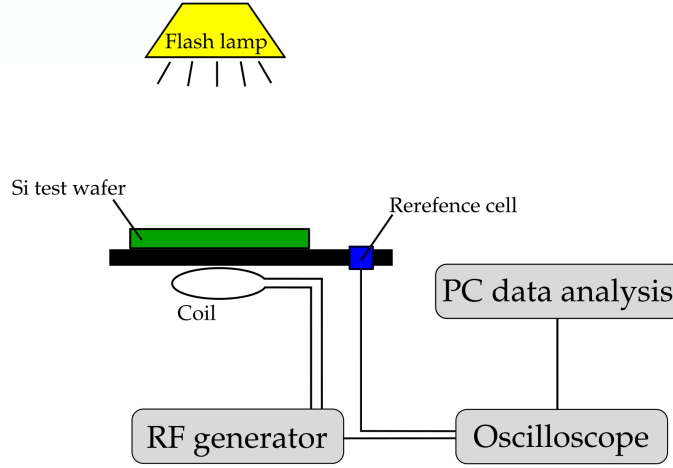 Flash lamp
Si test wafer
Rerefence cell
Coil
PC data analysis
RF generator
Oscilloscope